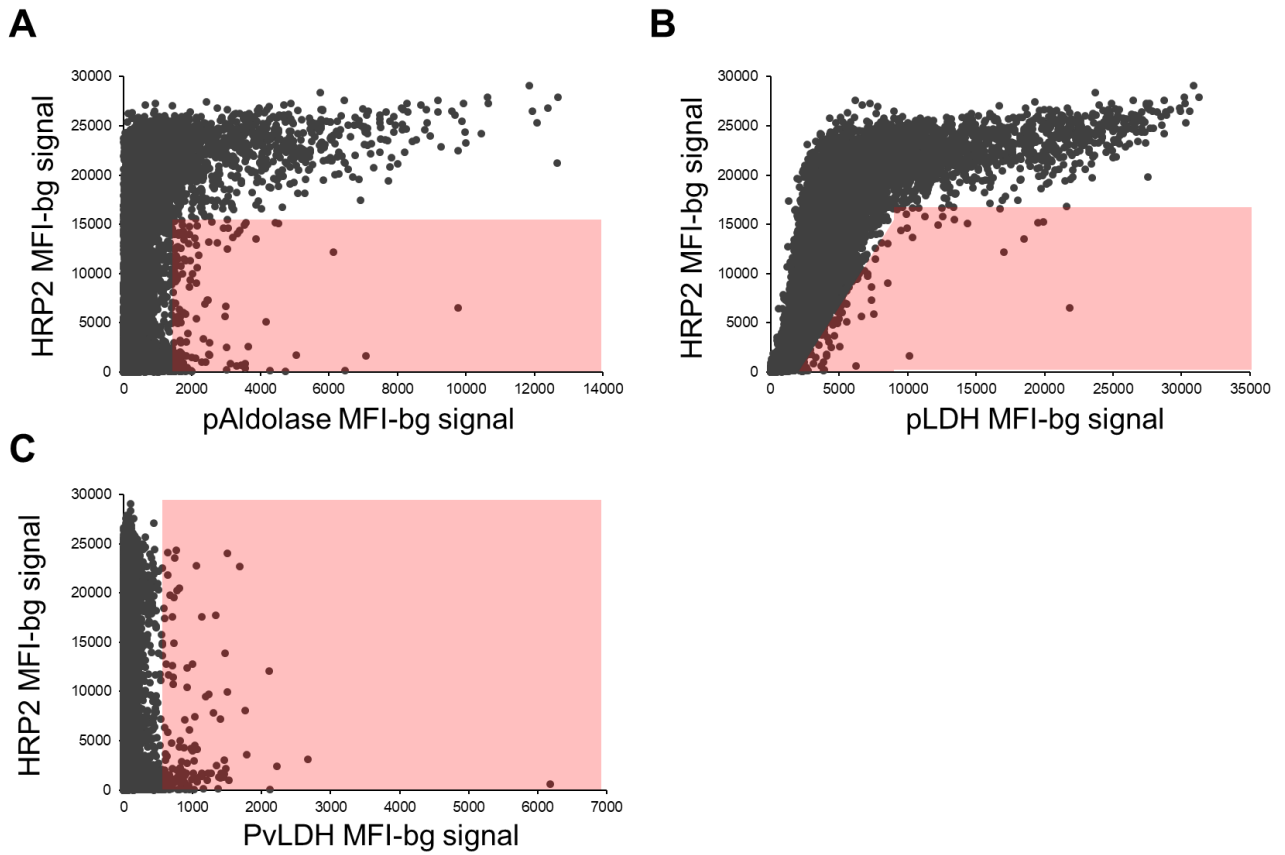 A
B
30000
25000
20000
15000
10000
5000
0
HRP2 MFI-bg signal
0 2000 4000 6000 8000 10000 12000 14000
pAldolase MFI-bg signal
30000
25000
20000
15000
10000
5000
0
HRP2 MFI-bg signal
0 5000 10000 15000 20000 25000 30000 35000
pLDH MFI-bg signal
C
30000
25000
20000
15000
10000
5000
0
HRP2 MFI-bg signal
0 1000 2000 3000 4000 5000 6000 7000
PvLDH MFI-bg signal